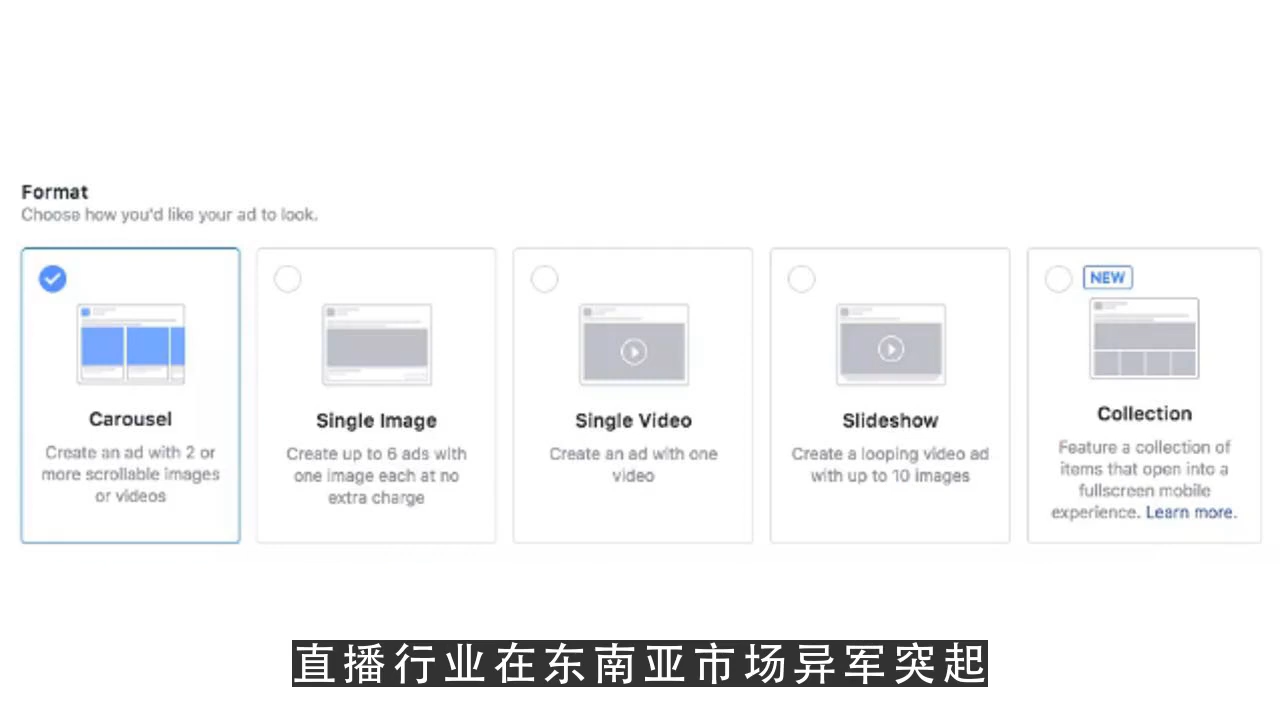 Format
Choose how you'd like your ad to look.
Carousel
Create an ad with 2 or
more scrollable images
or videos
Single Image
Create up to 6 ads with
one image each at no
extra charge
Single Video
Create an ad with one
video
Slideshow
Create a looping video ad
with up to 10 images
NEW
Collection
Feature a collection of
items that open into a
fullscreen mobile
experience. Learn more.
直播行业在东南亚市场异军突起